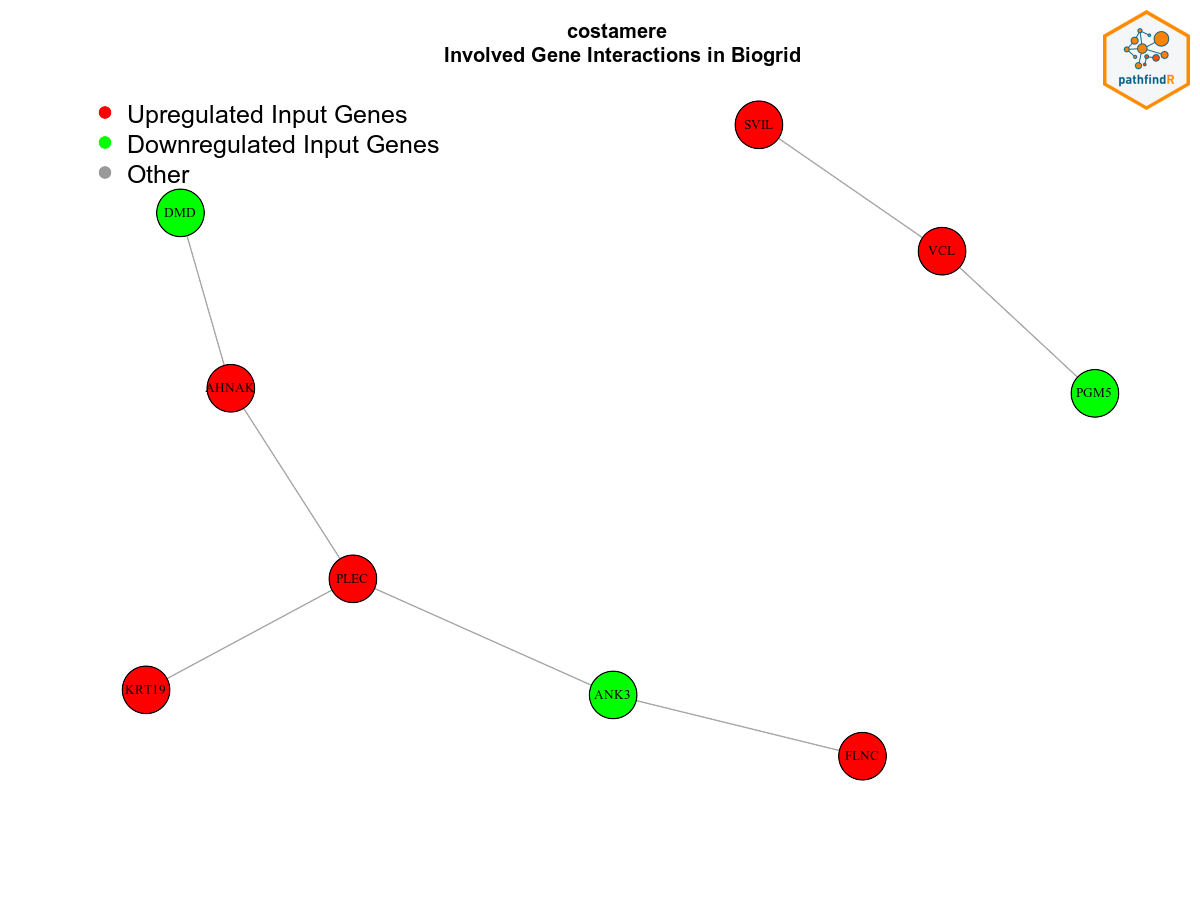 costamere
Involved Gene Interactions in Biogrid
pathfindR
Upregulated Input Genes
Downregulated Input Genes
Other
SVIL
DMD
VCL
AHNAK
PGM5
PLEC
KRT19
ANK3
FLNC